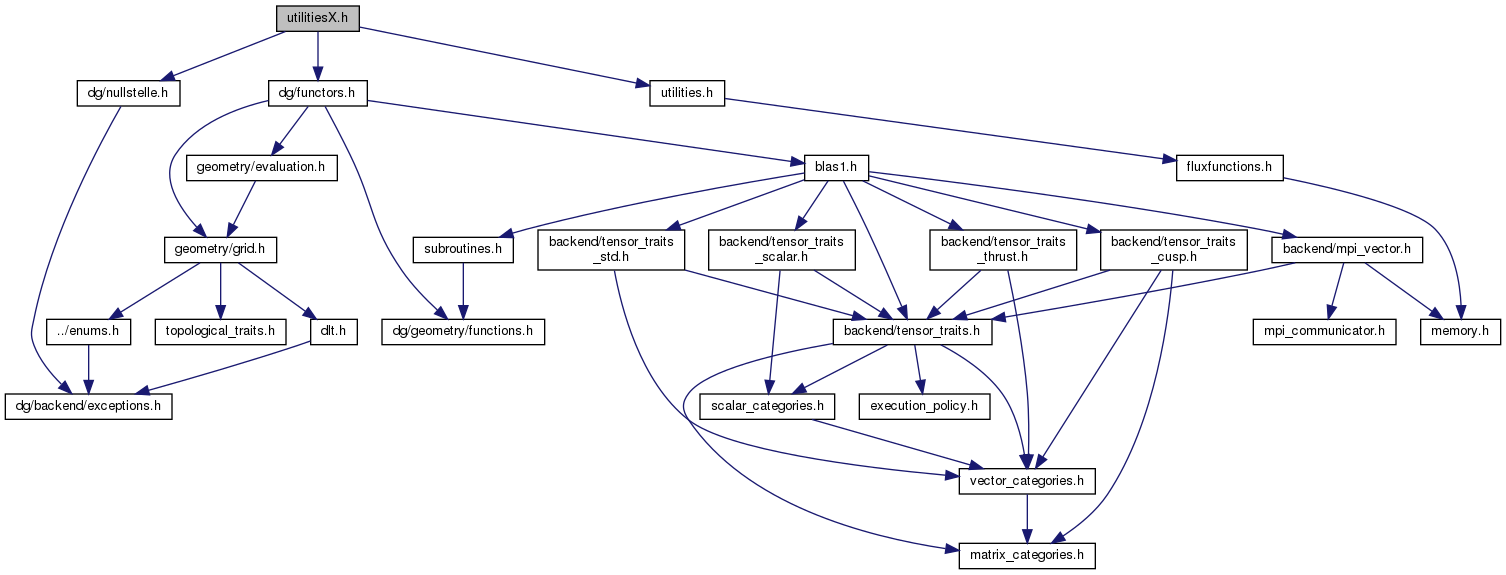 utilitiesX.h
dg/nullstelle.h
dg/functors.h
utilities.h
geometry/evaluation.h
blas1.h
fluxfunctions.h
geometry/grid.h
subroutines.h
backend/tensor_traits
_std.h
backend/tensor_traits
_scalar.h
backend/tensor_traits
_thrust.h
backend/tensor_traits
_cusp.h
backend/mpi_vector.h
../enums.h
topological_traits.h
dlt.h
dg/geometry/functions.h
backend/tensor_traits.h
mpi_communicator.h
memory.h
dg/backend/exceptions.h
scalar_categories.h
execution_policy.h
vector_categories.h
matrix_categories.h